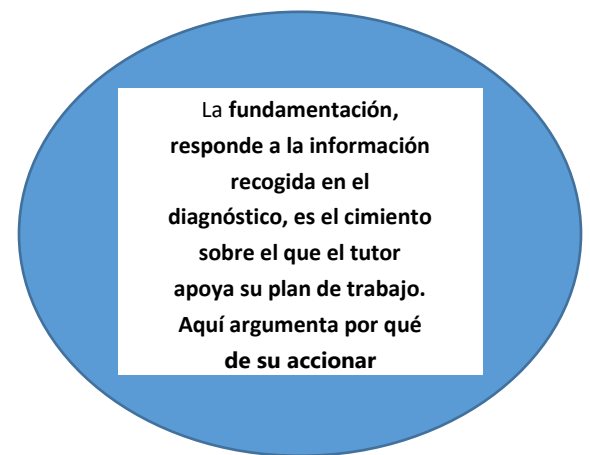 La fundamentación,
responde a la información
recogida en el
diagnóstico, es el cimiento
sobre el que el tutor
apoya su plan de trabajo.
Aquí argumenta por qué
de su accionar